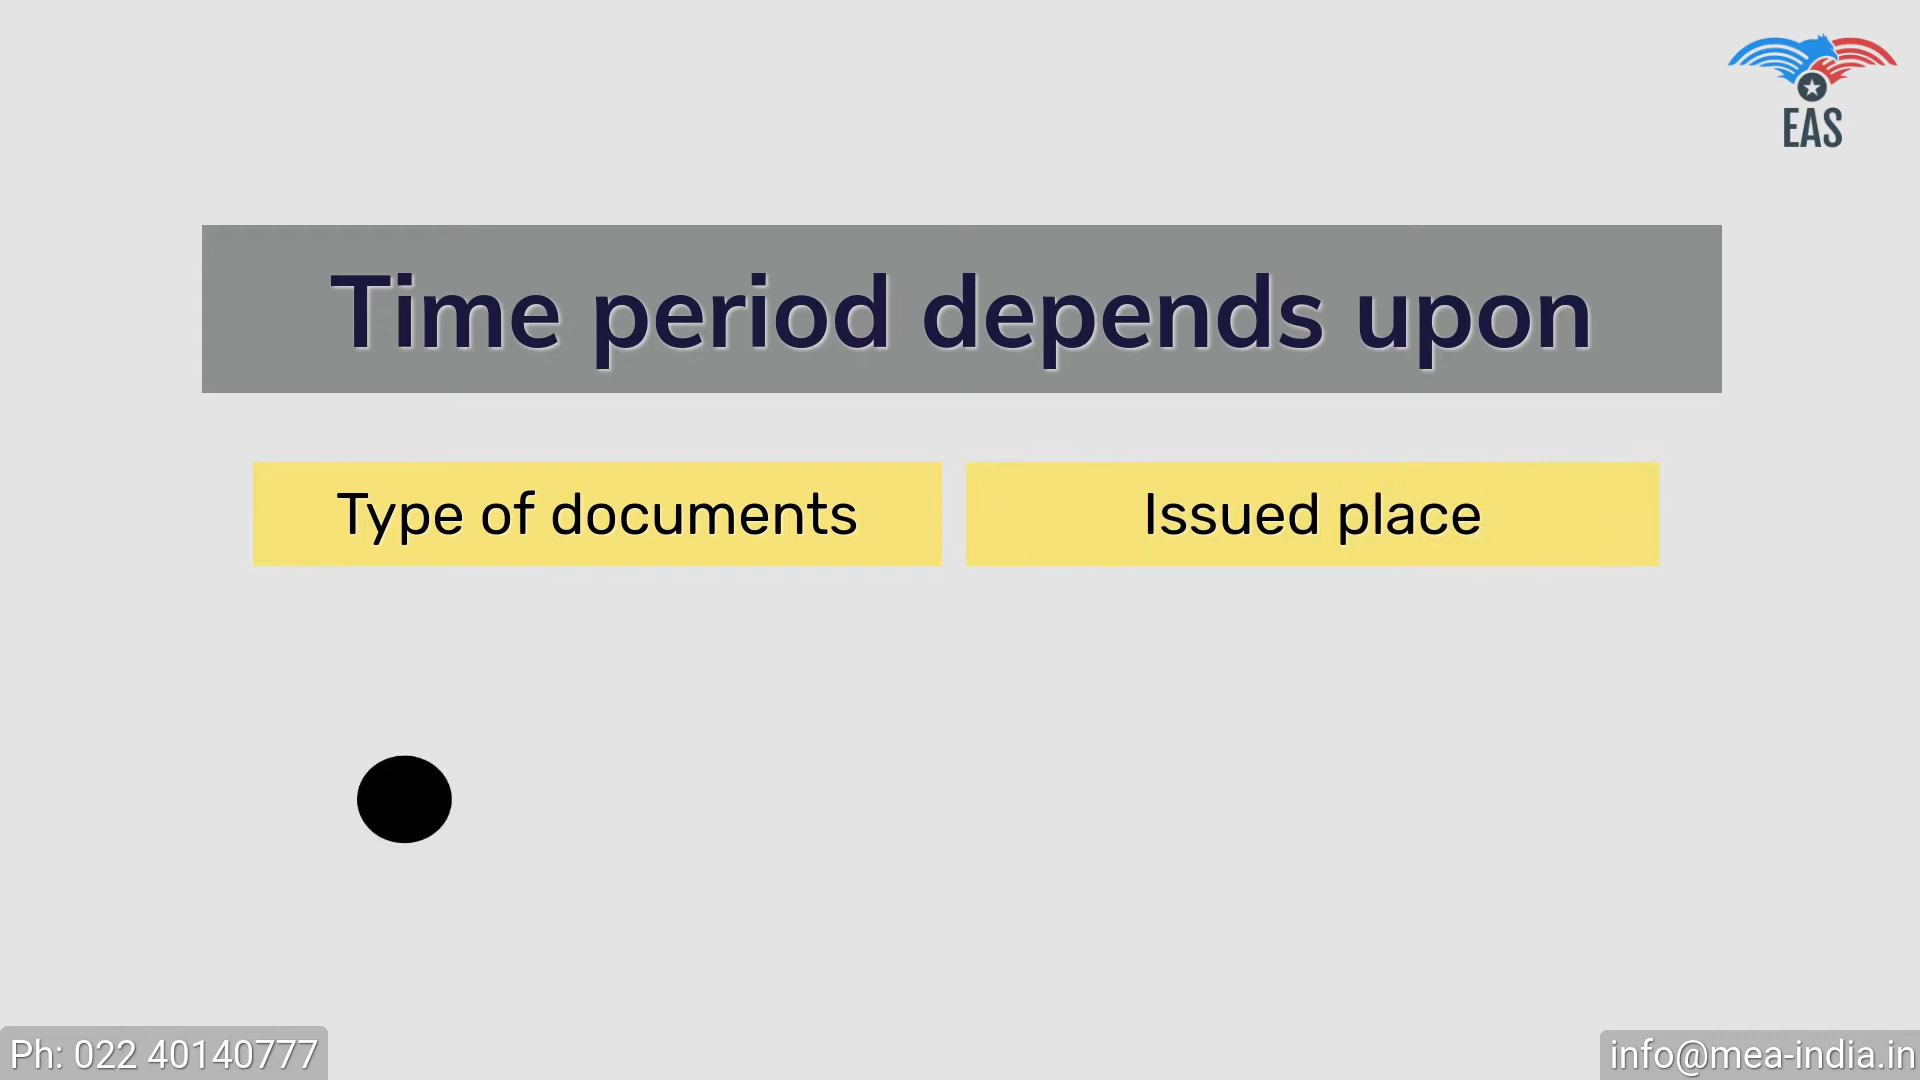 EAS
Time period depends upon
Type of documents
Issued place
Ph: 022 40140777
info@mea-india.in